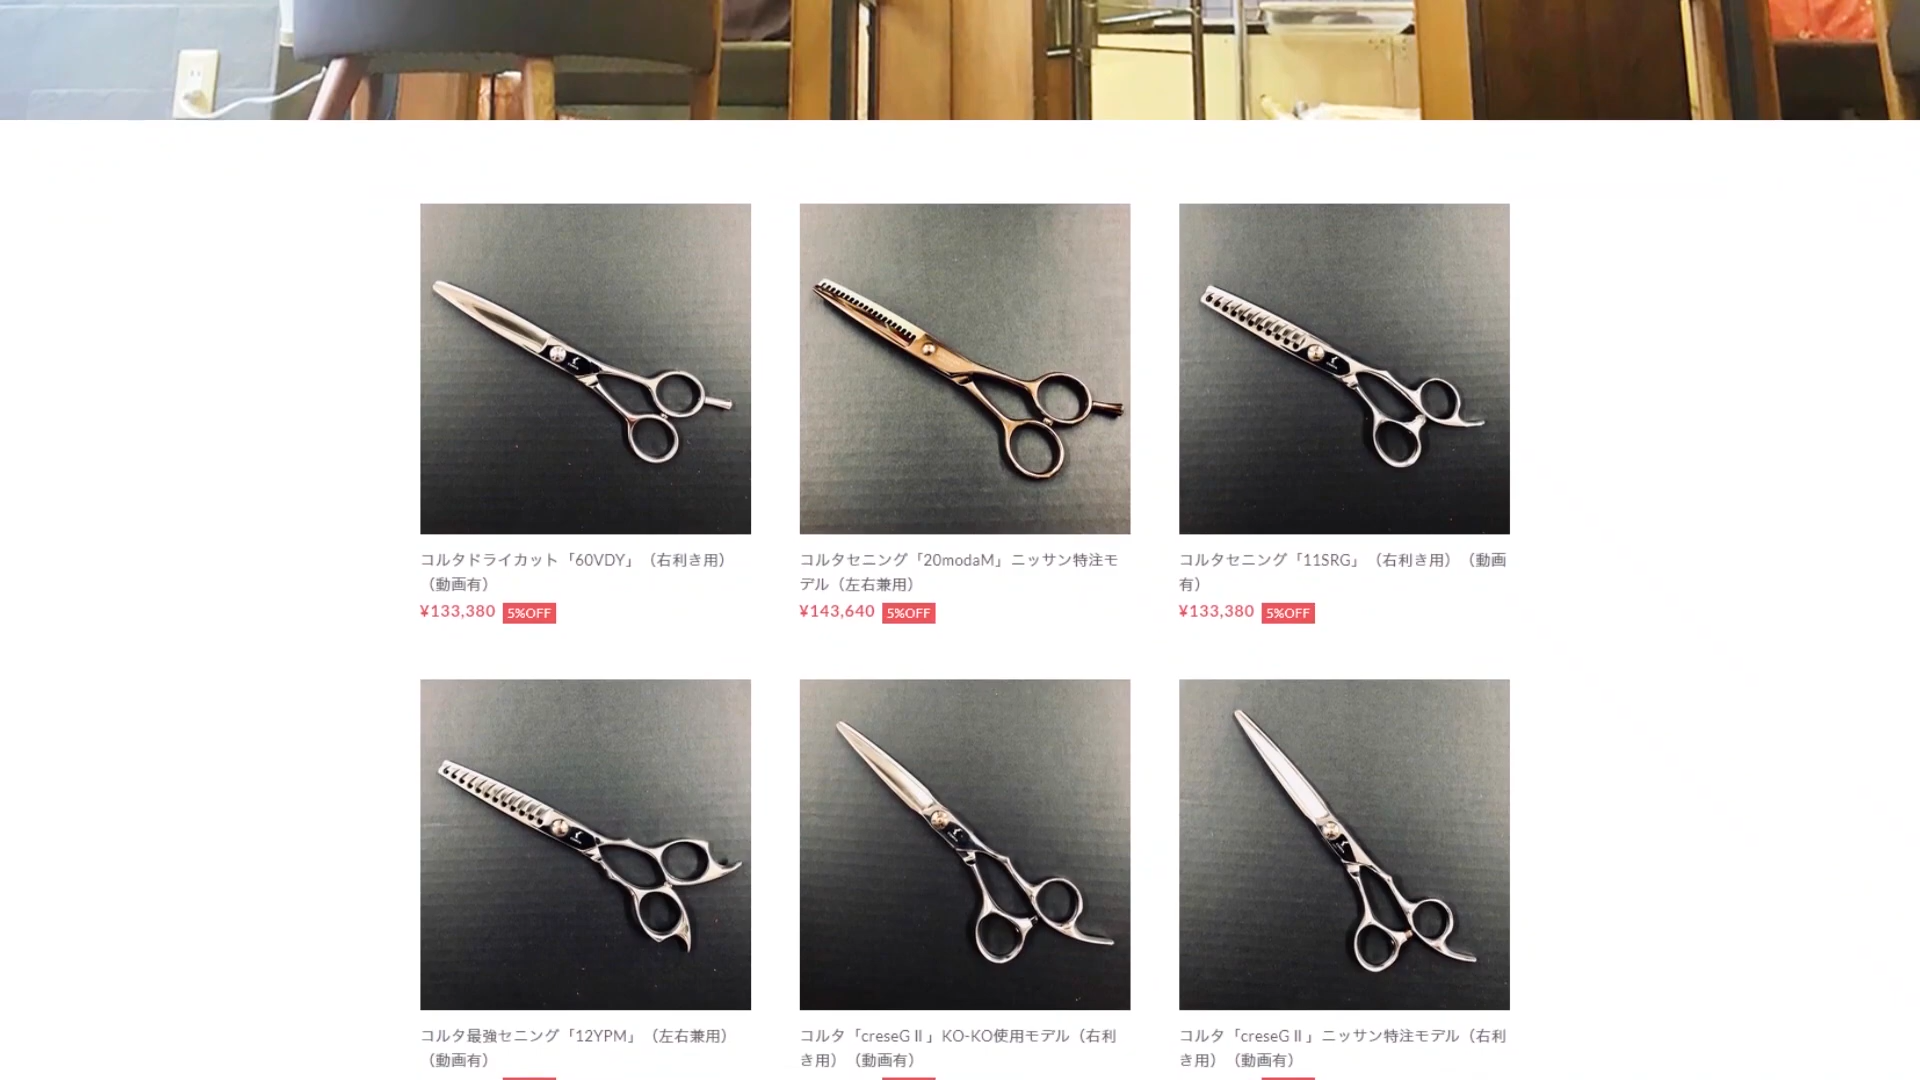 コルタドライカット「60VDY」（右利き用）
（動画有）
¥133,380 5%OFF
コルタセニング「20modaM」ニッサン特注モ
デル（左右兼用）
¥143,640 5%OFF
コルタセニング「11SRG」（右利き用）（動画
有）
¥133,380 5%OFF
コルタ最強セニング「12YPM」（左右兼用）
（動画有）
コルタ「creseGⅡ」KO-KO使用モデル（右利
き用）（動画有）
コルタ「creseGⅡ」ニッサン特注モデル（右利
き用）（動画有）